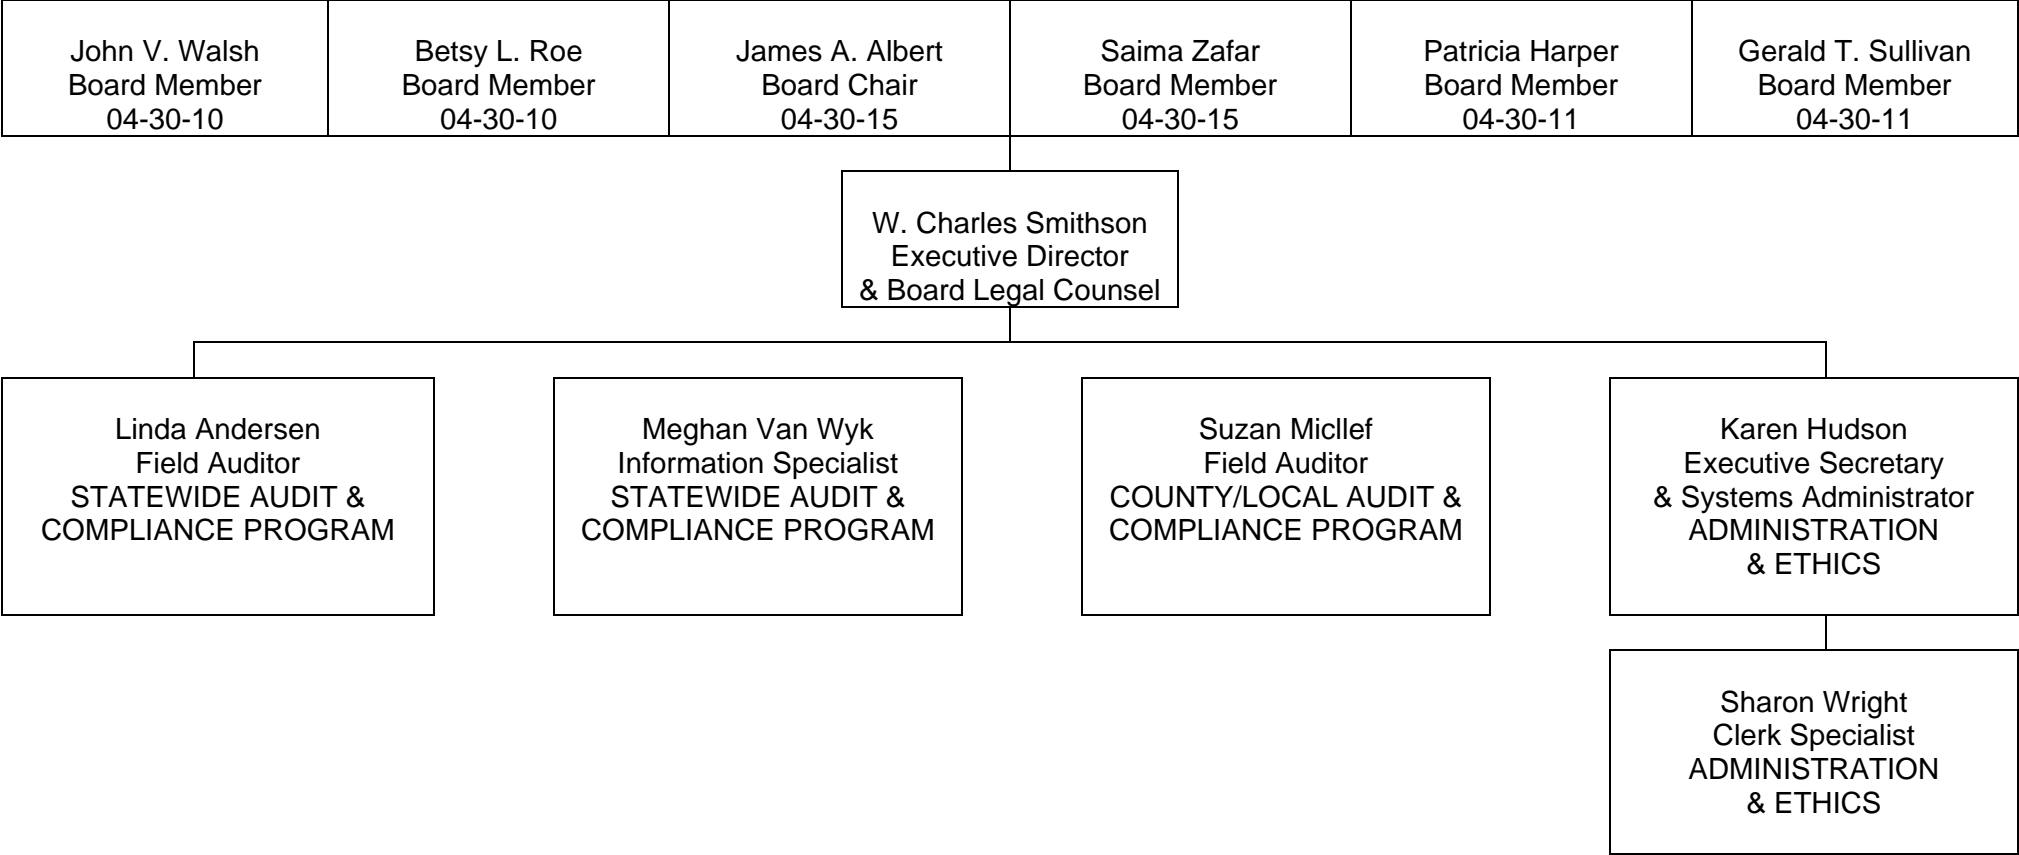 John V. Walsh
Board Member
04-30-10
Betsy L. Roe
Board Member
04-30-10
James A. Albert
Board Chair
04-30-15
Saima Zafar
Board Member
04-30-15
Patricia Harper
Board Member
04-30-11
Gerald T. Sullivan
Board Member
04-30-11
W. Charles Smithson
Executive Director
& Board Legal Counsel
Linda Andersen
Field Auditor
STATEWIDE AUDIT &
COMPLIANCE PROGRAM
Meghan Van Wyk
Information Specialist
STATEWIDE AUDIT &
COMPLIANCE PROGRAM
Suzan Micllef
Field Auditor
COUNTY/LOCAL AUDIT &
COMPLIANCE PROGRAM
Karen Hudson
Executive Secretary
& Systems Administrator
ADMINISTRATION
& ETHICS
Sharon Wright
Clerk Specialist
ADMINISTRATION
& ETHICS